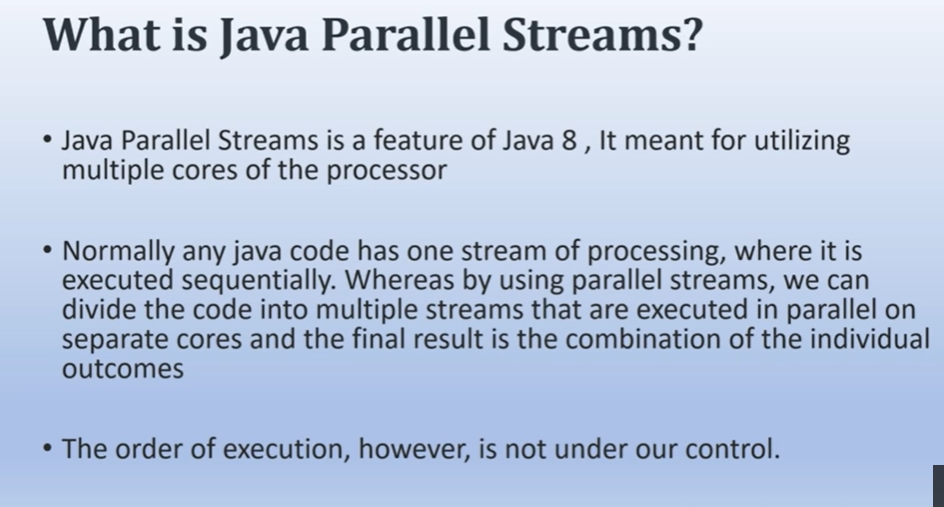 What is Java Parallel Streams?
• Java Parallel Streams is a feature of Java 8 , It meant for utilizing
multiple cores of the processor
• Normally any java code has one stream of processing, where it is
executed sequentially. Whereas by using parallel streams, we can
divide the code into multiple streams that are executed in parallel on
separate cores and the final result is the combination of the individual
outcomes
• The order of execution, however, is not under our control.